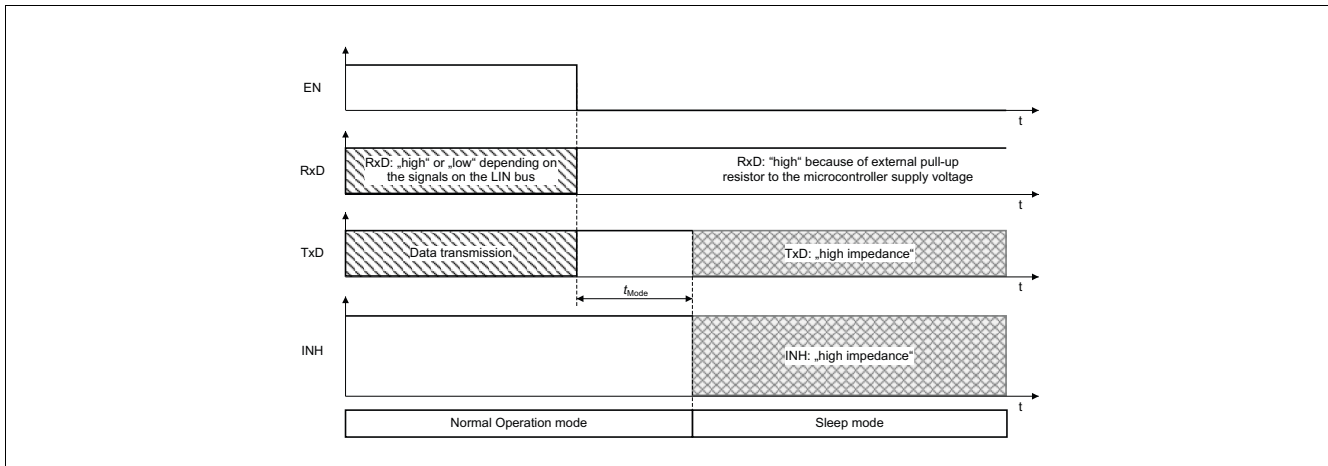 EN
t
RxD
RxD: „high“ or „low“ depending on
the signals on the LIN bus
RxD: "high“ because of external pull-up
resistor to the microcontroller supply voltage
t
TxD
Data transmission
TxD: „high impedance“
t
tMode
INH
INH: „high impedance“
t
Normal Operation mode
Sleep mode